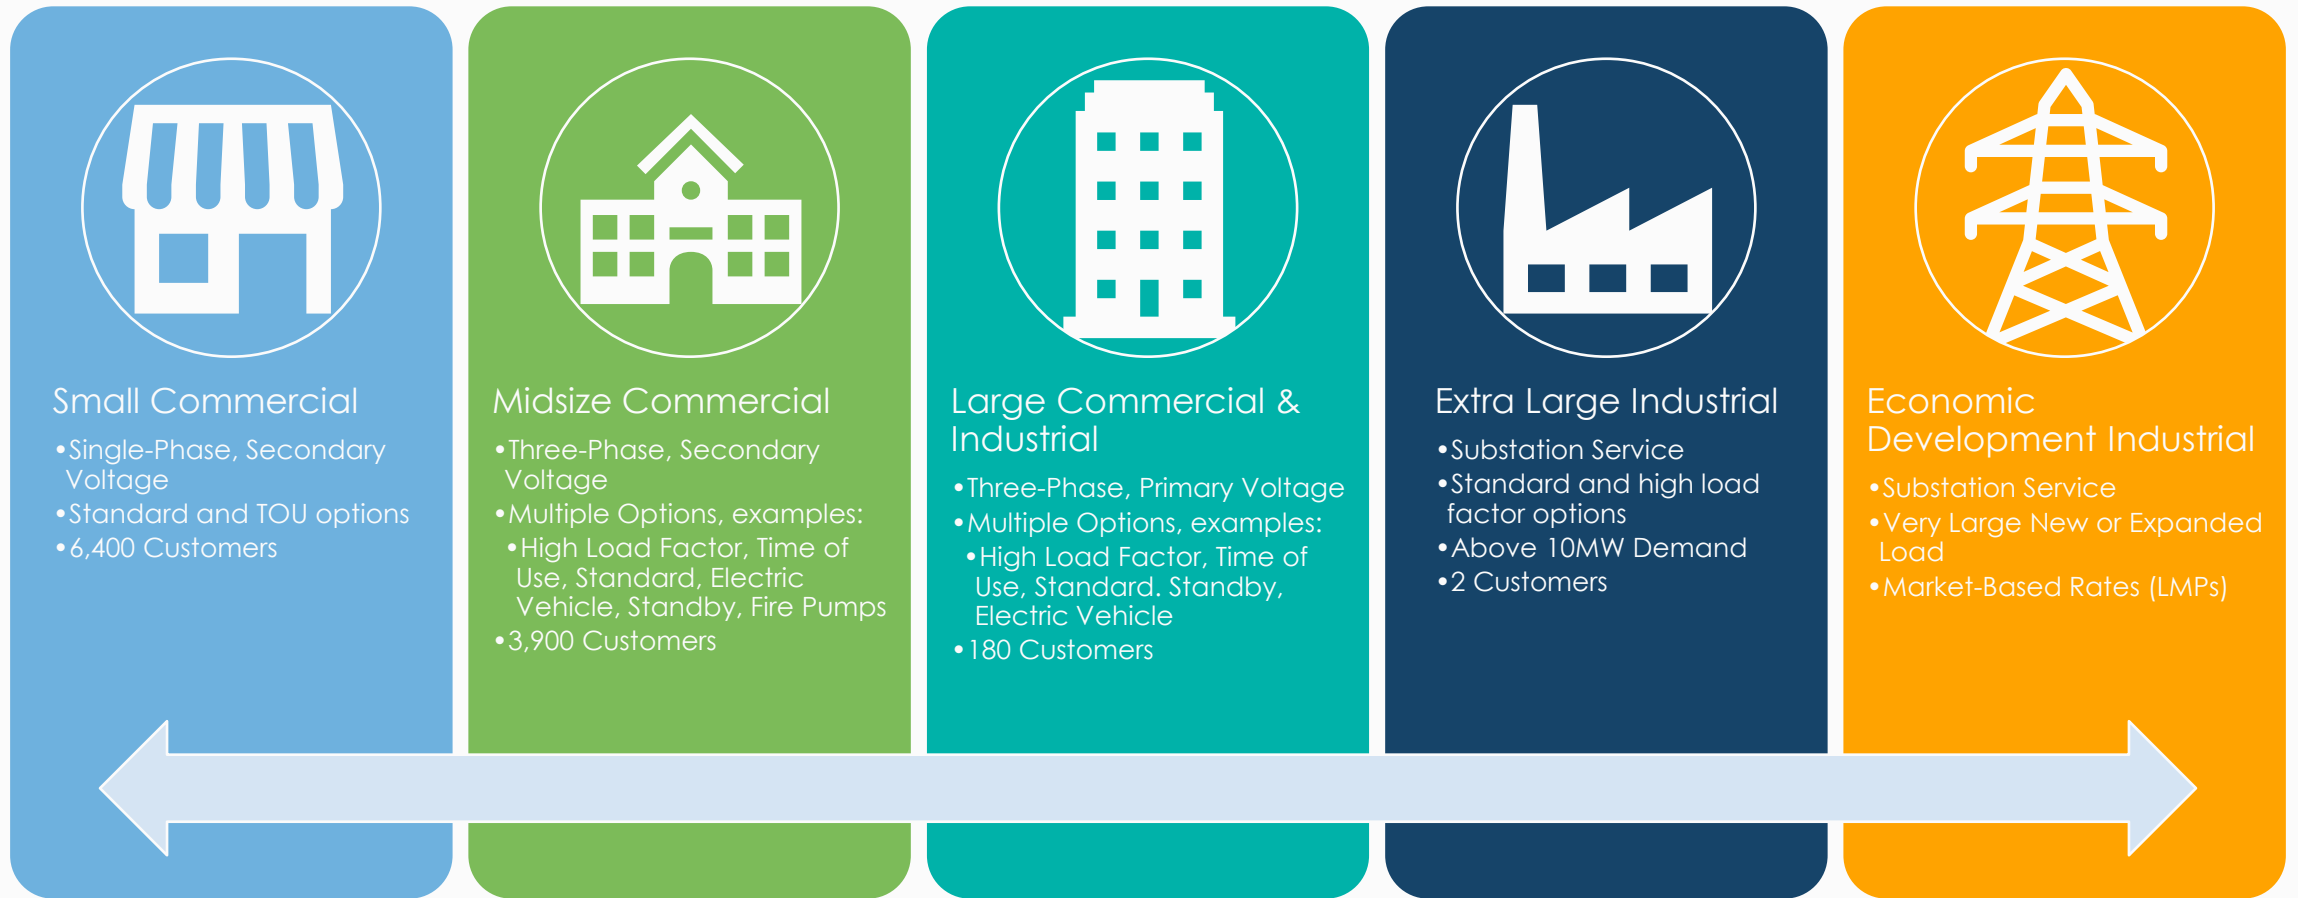 Small Commercial
•Single-Phase, Secondary
Voltage
•Standard and TOU options
•6,400 Customers
Midsize Commercial
•Three-Phase, Secondary
Voltage
•Multiple Options, examples:
•High Load Factor, Time of
Use, Standard, Electric
Vehicle, Standby, Fire Pumps
•3,900 Customers
Large Commercial &
Industrial
•Three-Phase, Primary Voltage
•Multiple Options, examples:
•High Load Factor, Time of
Use, Standard. Standby,
Electric Vehicle
•180 Customers
Extra Large Industrial
•Substation Service
•Standard and high load
factor options
•Above 10MW Demand
•2 Customers
Economic
Development Industrial
•Substation Service
•Very Large New or Expanded
Load
•Market-Based Rates (LMPs)